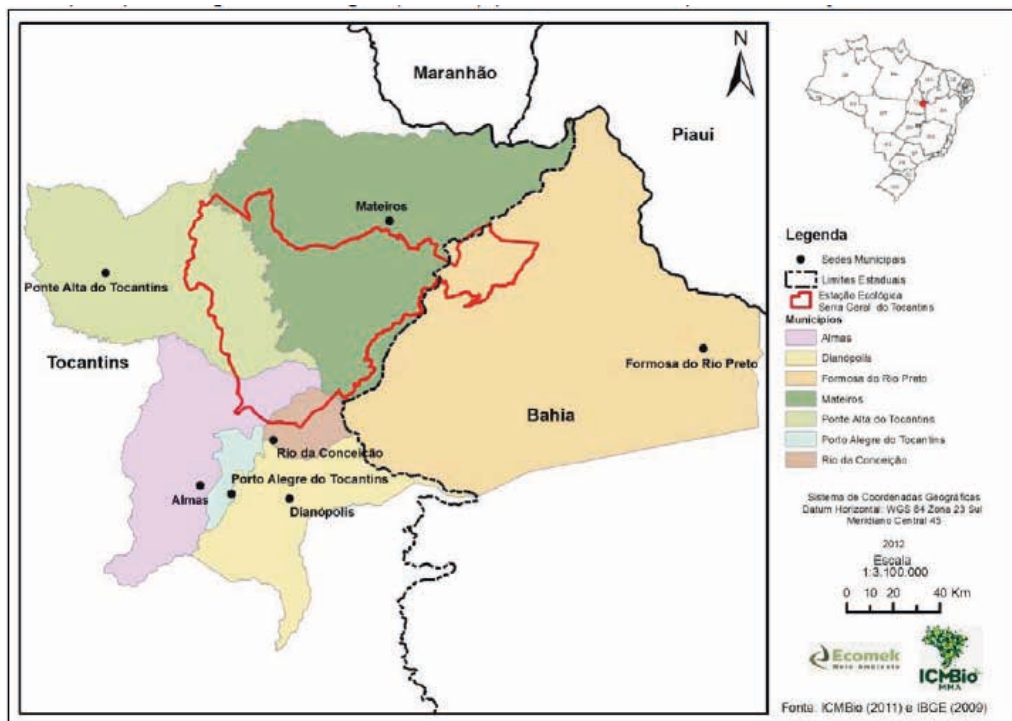 Maranhão
N
Piaui
Mateiros
Ponte Alta do Tocantins
Tocantins
Formosa do Rio Preto
Bahia
Rio da Conceição
Porto Alegre do Tocantins
Almas
Dianópolis
Legenda
Sedes Municipais
Limites Estaduais
Estação Ecológica
Serra Geral do Tocantins
Municípios
Almas
Dianópolis
Formosa do Rio Preto
Mateiros
Ponte Alta do Tocantins
Porto Alegre do Tocantins
Rio da Conceição
Sistema de Coordenadas Geográficas
Datum Horizontal: WGS 84 Zona 23 Sul
Meridiano Central 45
2012
Escala
1:3.100.000
0 10 20 40 Km
Ecomek
Meio Ambiente
ICMBio
MMA
Fonte: ICMBio (2011) e IBGE (2009)